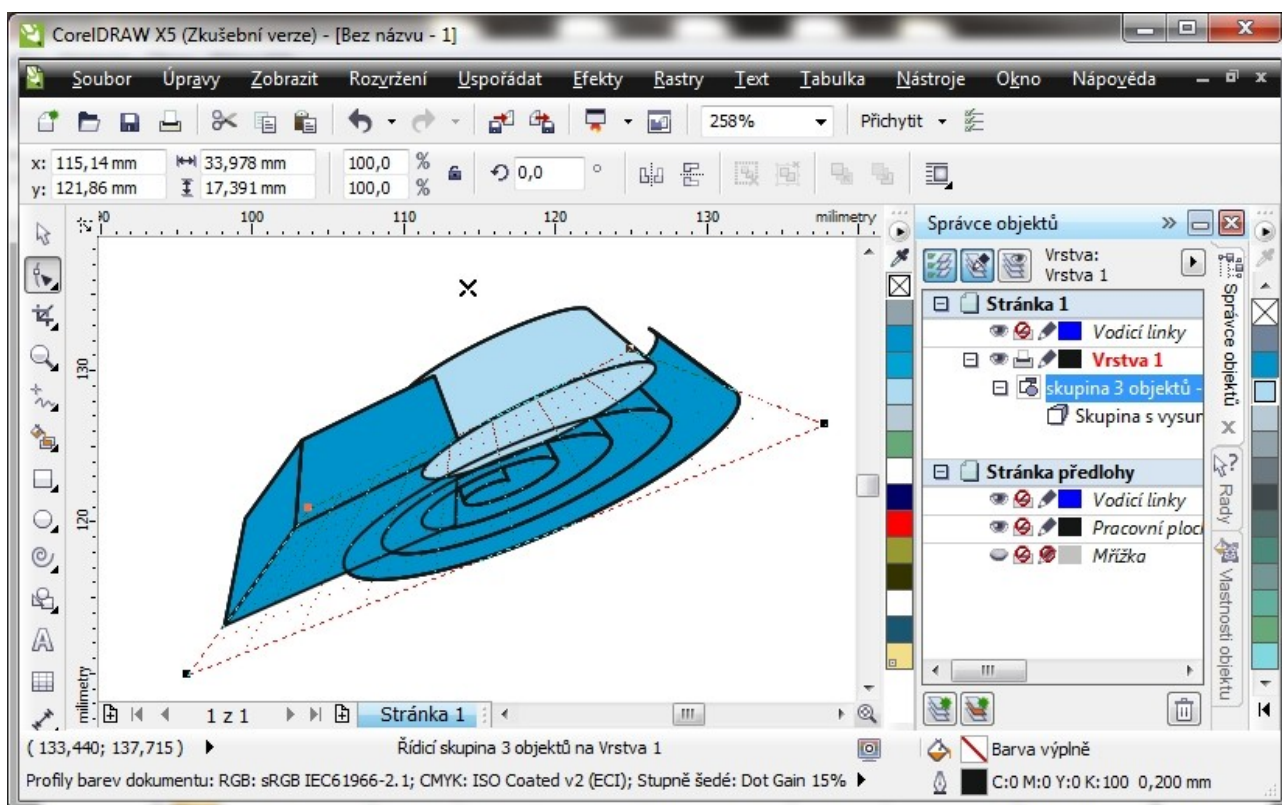 CorelDRAW X5 (Zkušební verze) - [Bez názvu - 1]
Soubor Úpravy Zobrazit Rozvržení Uspořádat Efekty Rastry Text Tabulka Nástroje Okno Nápověda
258% Přichytit
x: 115,14 mm 33,978 mm 100,0 % 0,0 °
y: 121,86 mm 17,391 mm 100,0 %
100 110 120 130 milimetry
130
120
milimetry
Správce objektů
Vrstva:
Vrstva 1
Stránka 1
Vodicí linky
Vrstva 1
skupina 3 objektů -
Skupina s vysur
Stránka předlohy
Vodicí linky
Pracovní ploc
Mřížka
Správce objektů
Rady
Vlastnosti objektu
1 z 1 Stránka 1
( 133,440; 137,715 ) Řídicí skupina 3 objektů na Vrstva 1 Barva výplně
Profily barev dokumentu: RGB: sRGB IEC61966-2.1; CMYK: ISO Coated v2 (ECI); Stupně šedé: Dot Gain 15% C:0 M:0 Y:0 K:100 0,200 mm